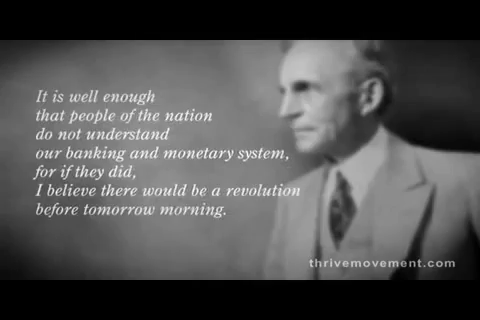 It is well enough
that people of the nation
do not understand
our banking and monetary system,
for if they did,
I believe there would be a revolution
before tomorrow morning.
thrivemovement.com